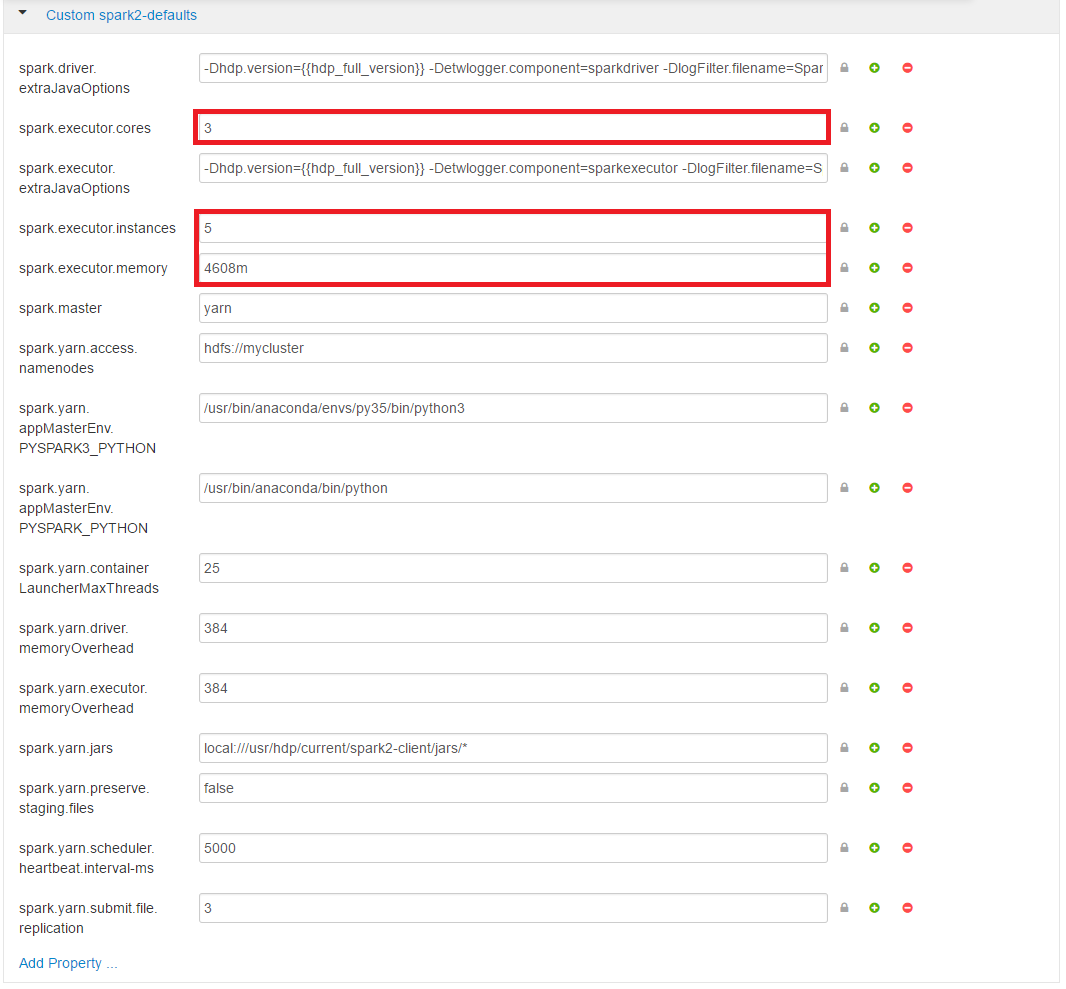 Custom spark2-defaults
spark.driver.
extraJavaOptions
-Dhdp.version={{hdp_full_version}} -Detwlogger.component=sparkdriver -DlogFilter.filename=Spar
spark.executor.cores
3
spark.executor.
extraJavaOptions
-Dhdp.version={{hdp_full_version}} -Detwlogger.component=sparkexecutor -DlogFilter.filename=S
spark.executor.instances
5
spark.executor.memory
4608m
spark.master
yarn
spark.yarn.access.
namenodes
hdfs://mycluster
spark.yarn.
appMasterEnv.
PYSPARK3_PYTHON
/usr/bin/anaconda/envs/py35/bin/python3
spark.yarn.
appMasterEnv.
PYSPARK_PYTHON
/usr/bin/anaconda/bin/python
spark.yarn.container
LauncherMaxThreads
25
spark.yarn.driver.
memoryOverhead
384
spark.yarn.executor.
memoryOverhead
384
spark.yarn.jars
local:///usr/hdp/current/spark2-client/jars/*
spark.yarn.preserve.
staging.files
false
spark.yarn.scheduler.
heartbeat.interval-ms
5000
spark.yarn.submit.file.
replication
3
Add Property ...